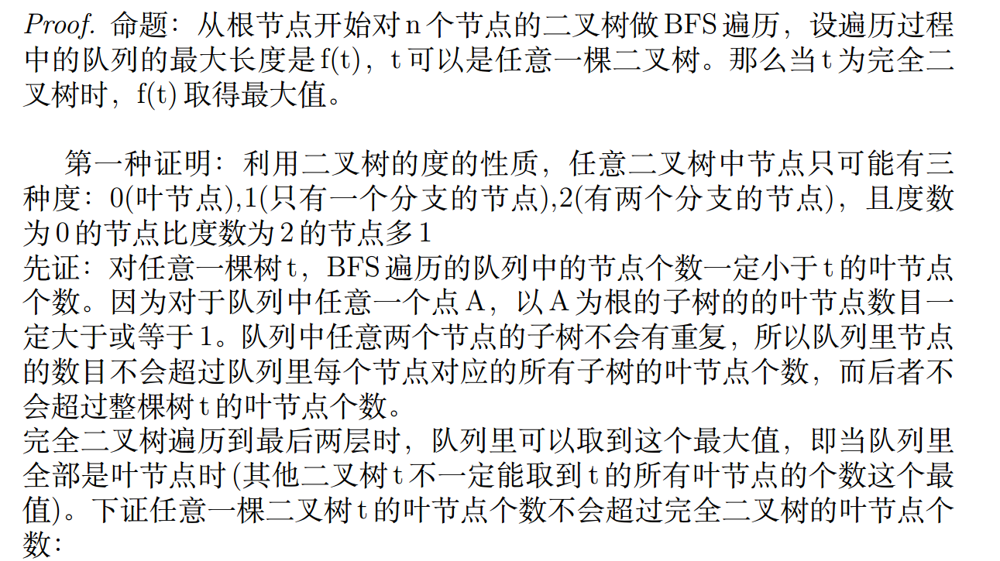 Proof. 命题：从根节点开始对 n 个节点的二叉树做 BFS 遍历，设遍历过程
中的队列的最大长度是 f(t)，t 可以是任意一棵二叉树。那么当 t 为完全二
叉树时，f(t) 取得最大值。
第一种证明：利用二叉树的度的性质，任意二叉树中节点只可能有三
种度：0(叶节点),1(只有一个分支的节点),2(有两个分支的节点)，且度数
为 0 的节点比度数为 2 的节点多 1
先证：对任意一棵树 t，BFS 遍历的队列中的节点个数一定小于 t 的叶节点
个数。因为对于队列中任意一个点 A，以 A 为根的子树的的叶节点数目一
定大于或等于 1。队列中任意两个节点的子树不会有重复，所以队列里节点
的数目不会超过队列里每个节点对应的所有子树的叶节点个数，而后者不
会超过整棵树 t 的叶节点个数。
完全二叉树遍历到最后两层时，队列里可以取到这个最大值，即当队列里
全部是叶节点时 (其他二叉树 t 不一定能取到 t 的所有叶节点的个数这个最
值)。下证任意一棵二叉树 t 的叶节点个数不会超过完全二叉树的叶节点个
数：